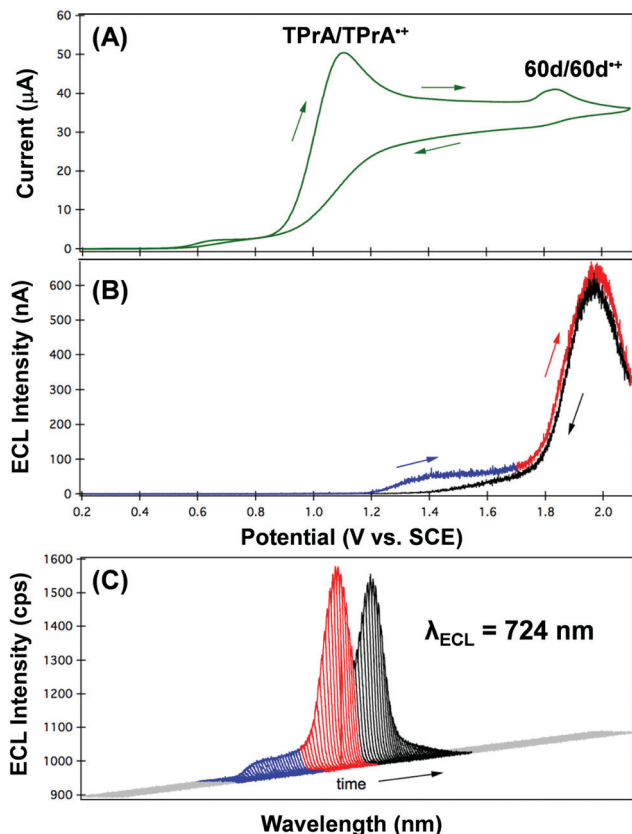 (A)
TPrA/TPrA•+
60d/60d•+
Current (µA)
60
50
40
30
20
10
0
(B)
ECL Intensity (nA)
600
500
400
300
200
100
0
0.2 0.4 0.6 0.8 1.0 1.2 1.4 1.6 1.8 2.0
Potential (V vs. SCE)
(C)
ECL Intensity (cps)
1600
1500
1400
1300
1200
1100
1000
900
λECL = 724 nm
time
Wavelength (nm)